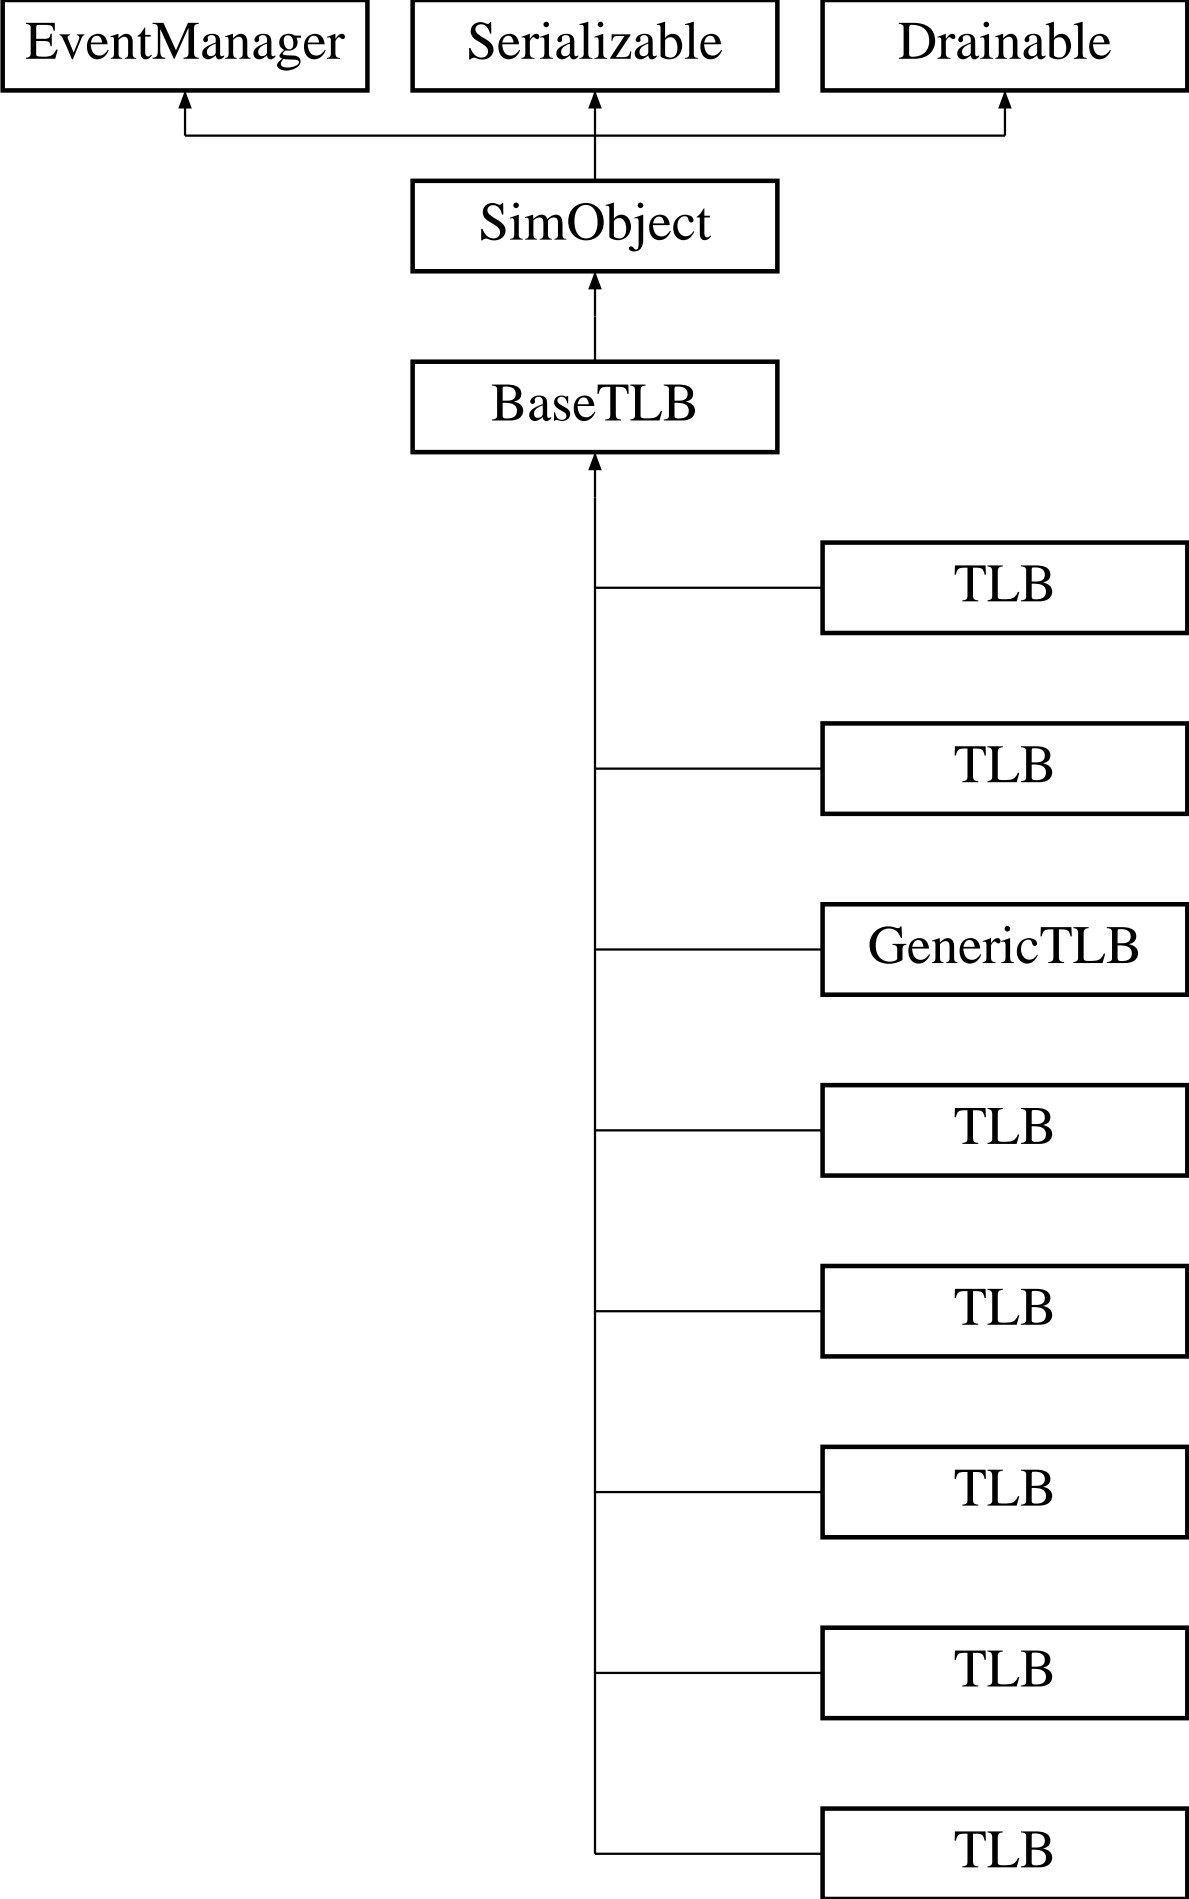 EventManager
Serializable
Drainable
SimObject
BaseTLB
TLB
TLB
GenericTLB
TLB
TLB
TLB
TLB
TLB